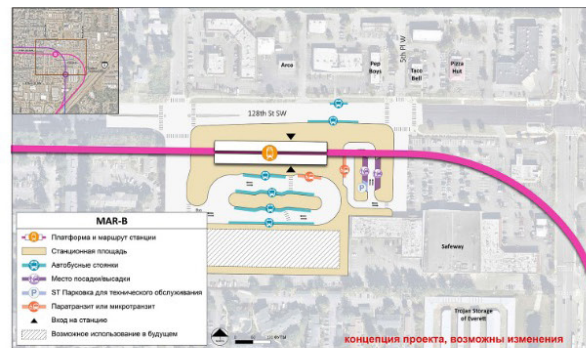 Arco
Pep
Boys
5th Pl W
Taco
Bell
Pizza
Hut
128th St SW
P
Safeway
Trojan Storage
of Everett
MAR-B
Платформа и маршрут станции
Станционная площадь
Автобусные стоянки
Место посадки/высадки
P
ST Парковка для технического обслуживания
Паратранзит или микротранзит
Вход на станцию
Возможное использование в будущем
концепция проекта, возможны изменения